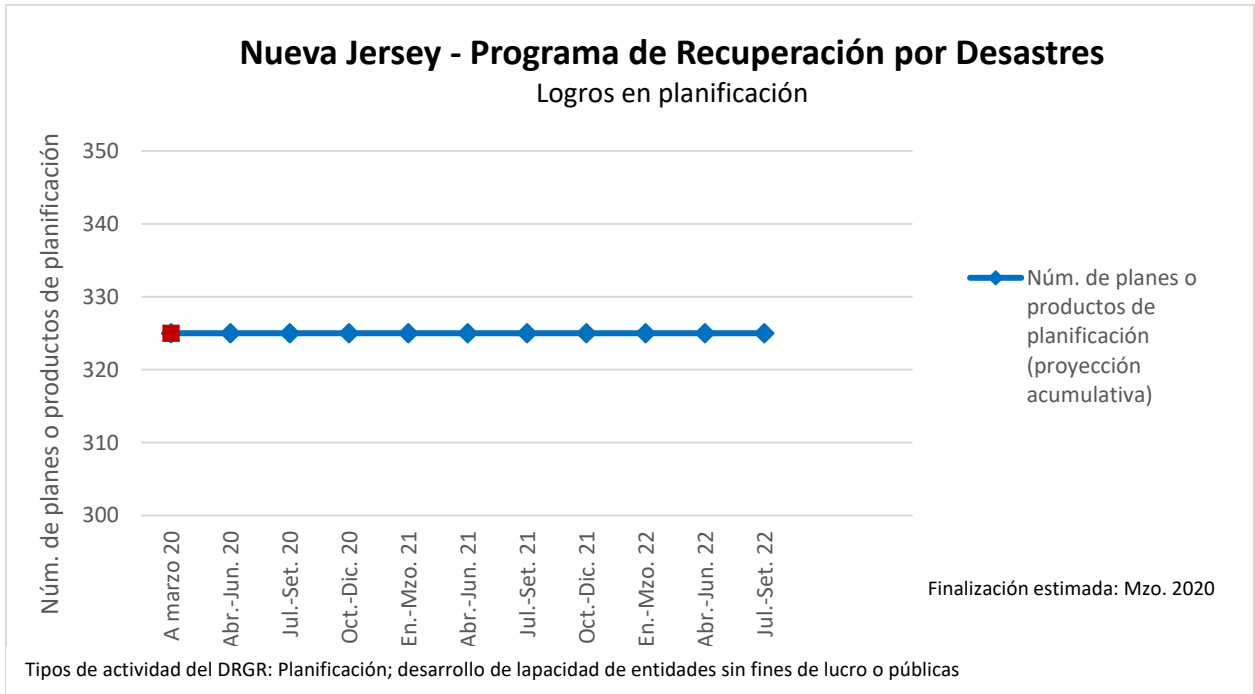 Nueva Jersey - Programa de Recuperación por Desastres
Logros en planificación
Núm. de planes o productos de planificación
350
340
330
320
310
300
A marzo 20
Abr.-Jun. 20
Jul.-Set. 20
Oct.-Dic. 20
En.-Mzo. 21
Abr.-Jun. 21
Jul.-Set. 21
Oct.-Dic. 21
En.-Mzo. 22
Abr.-Jun. 22
Jul.-Set. 22
Núm. de planes o
productos de
planificación
(proyección
acumulativa)
Finalización estimada: Mzo. 2020
Tipos de actividad del DRGR: Planificación; desarrollo de lapacidad de entidades sin fines de lucro o públicas